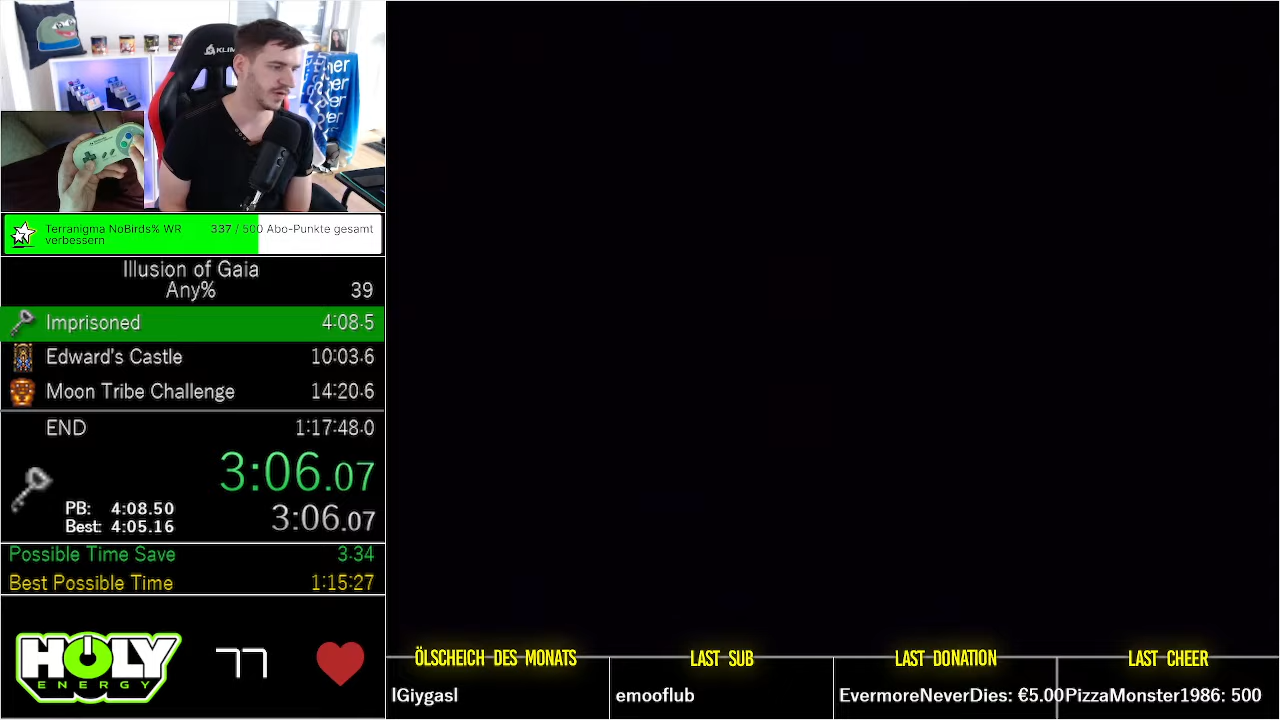 KLIM
Terranigma NoBirds% WR
verbessern
337 / 500 Abo-Punkte gesamt
Illusion of Gaia
Any%
39
Imprisoned
4:08.5
Edward's Castle
10:03.6
Moon Tribe Challenge
14:20.6
END
1:17:48.0
3:06.07
PB: 4:08.50
Best: 4:05.16
3:06.07
Possible Time Save
3.34
Best Possible Time
1:15:27
HOLY
ENERGY
77
ÖLSCHEICH DES MONATS
LAST SUB
LAST DONATION
LAST CHEER
lGiygasl
emooflub
EvermoreNeverDies: €5.00
PizzaMonster1986: 500